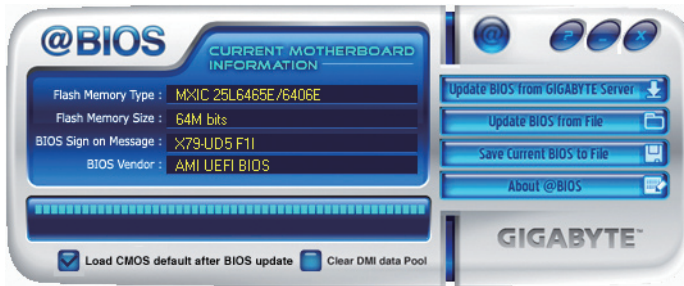 @BIOS
CURRENT MOTHERBOARD
INFORMATION
Flash Memory Type : MXIC 25L6465E/6406E
Flash Memory Size : 64M bits
BIOS Sign on Message : X79-UD5 F1I
BIOS Vendor : AMI UEFI BIOS
Load CMOS default after BIOS update
Clear DMI data Pool
@
? – X
Update BIOS from GIGABYTE Server
Update BIOS from File
Save Current BIOS to File
About @BIOS
GIGABYTE™